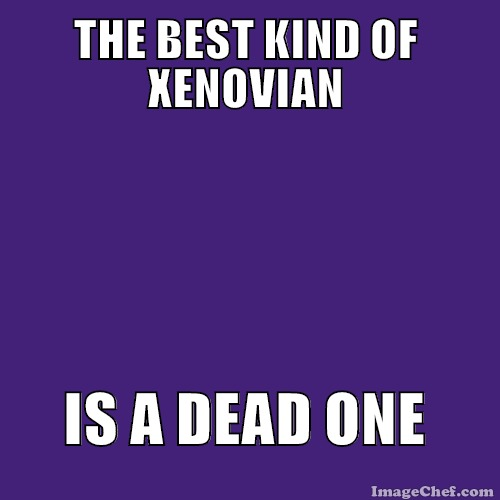 THE BEST KIND OF
XENOVIAN
IS A DEAD ONE
ImageChef.com